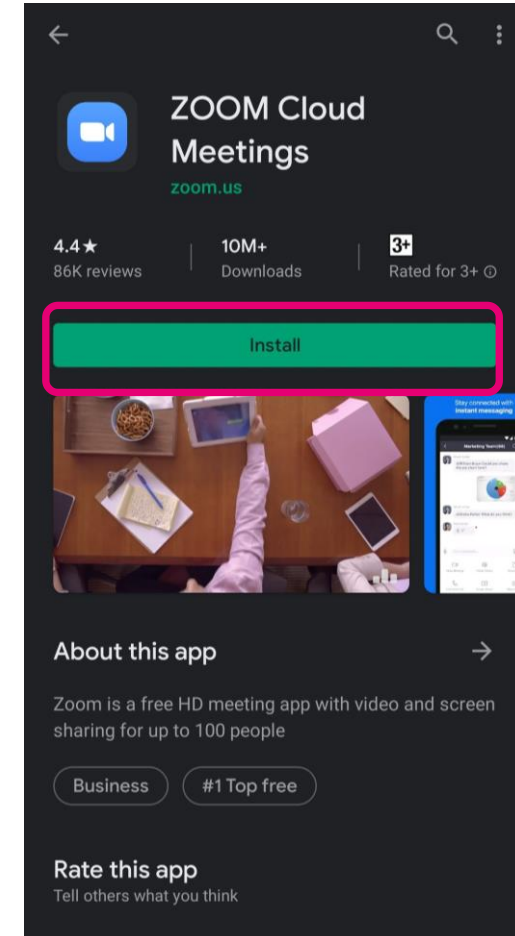 ZOOM Cloud
Meetings
zoom.us
4.4★
86K reviews
10M+
Downloads
3+
Rated for 3+
Install
Stay connected with
instant messaging
About this app
Zoom is a free HD meeting app with video and screen
sharing for up to 100 people
Business
#1 Top free
Rate this app
Tell others what you think